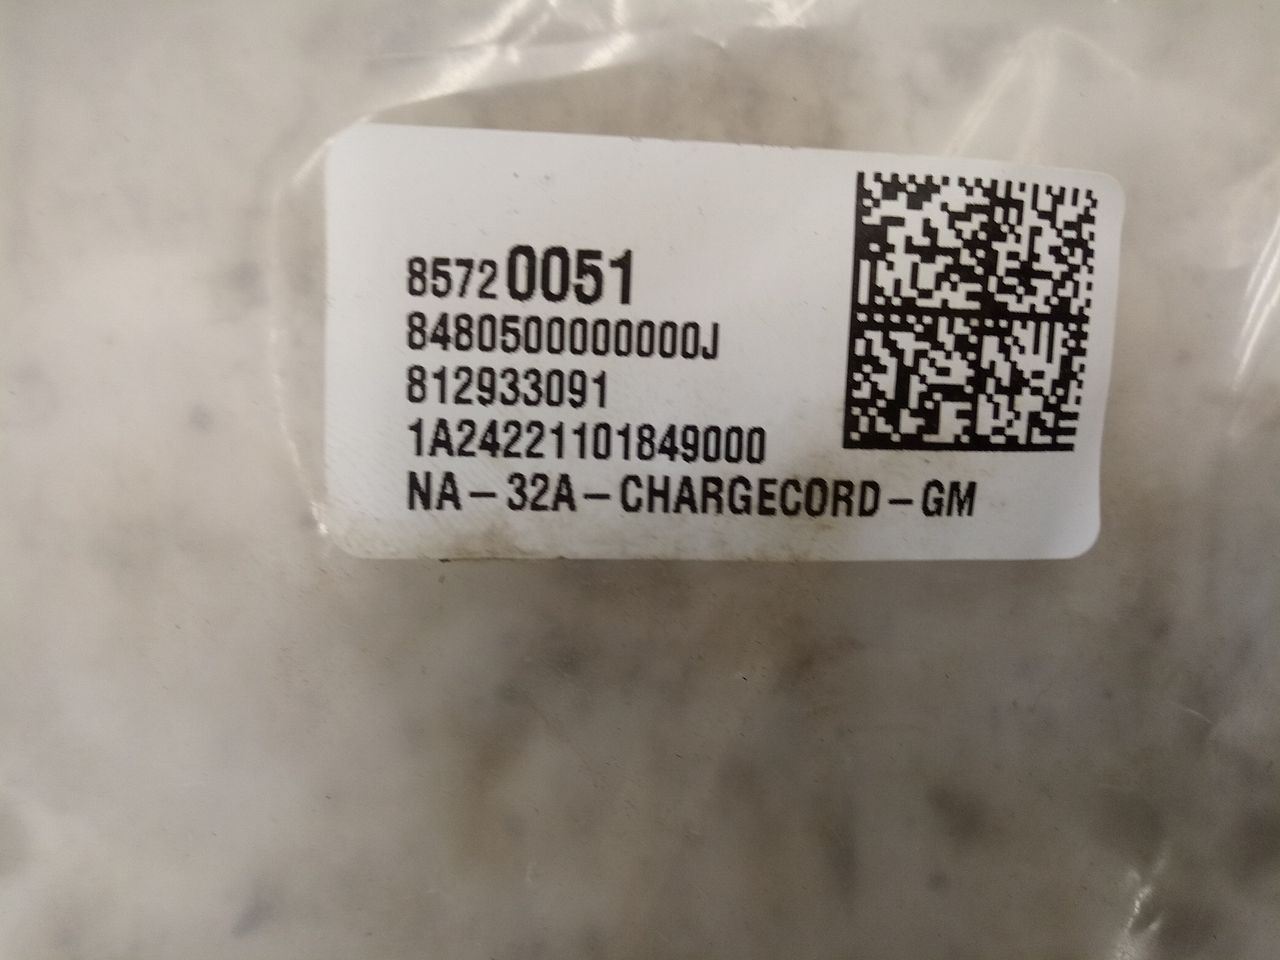 85720051
8480500000000J
812933091
1A24221101849000
NA-32A-CHARGECORD-GM